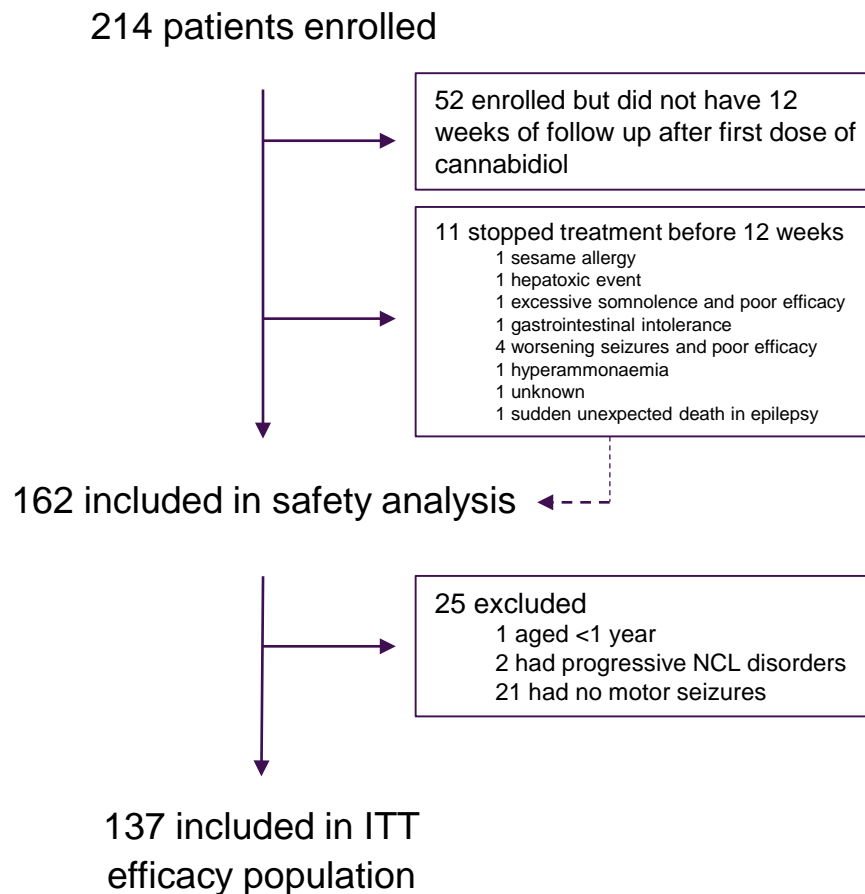 214 patients enrolled
52 enrolled but did not have 12
weeks of follow up after first dose of
cannabidiol
11 stopped treatment before 12 weeks
1 sesame allergy
1 hepatoxic event
1 excessive somnolence and poor efficacy
1 gastrointestinal intolerance
4 worsening seizures and poor efficacy
1 hyperammonaemia
1 unknown
1 sudden unexpected death in epilepsy
162 included in safety analysis
25 excluded
1 aged <1 year
2 had progressive NCL disorders
21 had no motor seizures
137 included in ITT
efficacy population